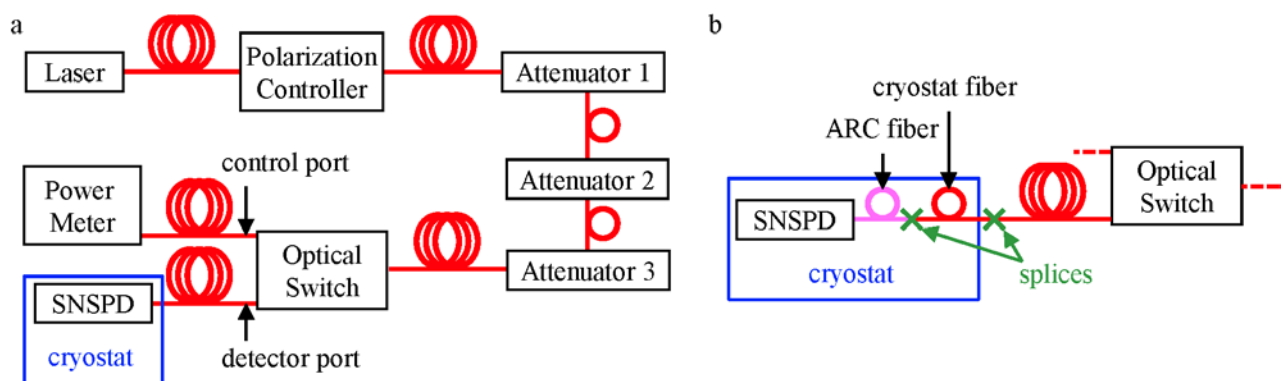 a
Laser
Polarization
Controller
Attenuator 1
Attenuator 2
Attenuator 3
control port
Power
Meter
Optical
Switch
SNSPD
cryostat
detector port
b
cryostat fiber
ARC fiber
Optical
Switch
SNSPD
cryostat
splices